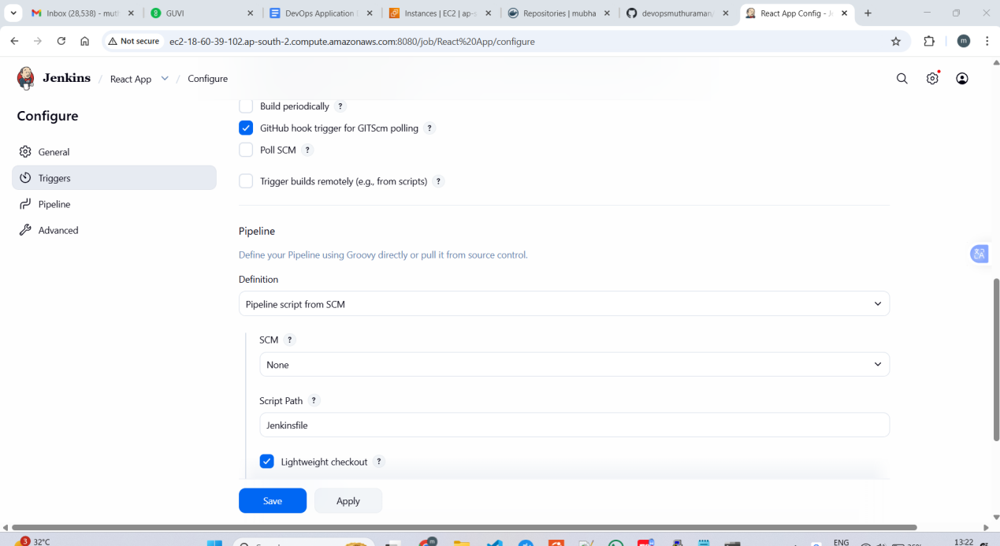 Inbox (28,538) - mut
GUVI
DevOps Application
Instances | EC2 | ap-s
Repositories | mubha
devopsmuthuraman/
React App Config - Je
Not secure
ec2-18-60-39-102.ap-south-2.compute.amazonaws.com:8080/job/React%20App/configure
m
Jenkins / React App / Configure
Configure
General
Triggers
Pipeline
Advanced
Build periodically ?
GitHub hook trigger for GITScm polling ?
Poll SCM ?
Trigger builds remotely (e.g., from scripts) ?
Pipeline
Define your Pipeline using Groovy directly or pull it from source control.
Definition
Pipeline script from SCM
SCM ?
None
Script Path ?
Jenkinsfile
Lightweight checkout ?
Save
Apply
3
32°C
ENG
13:22